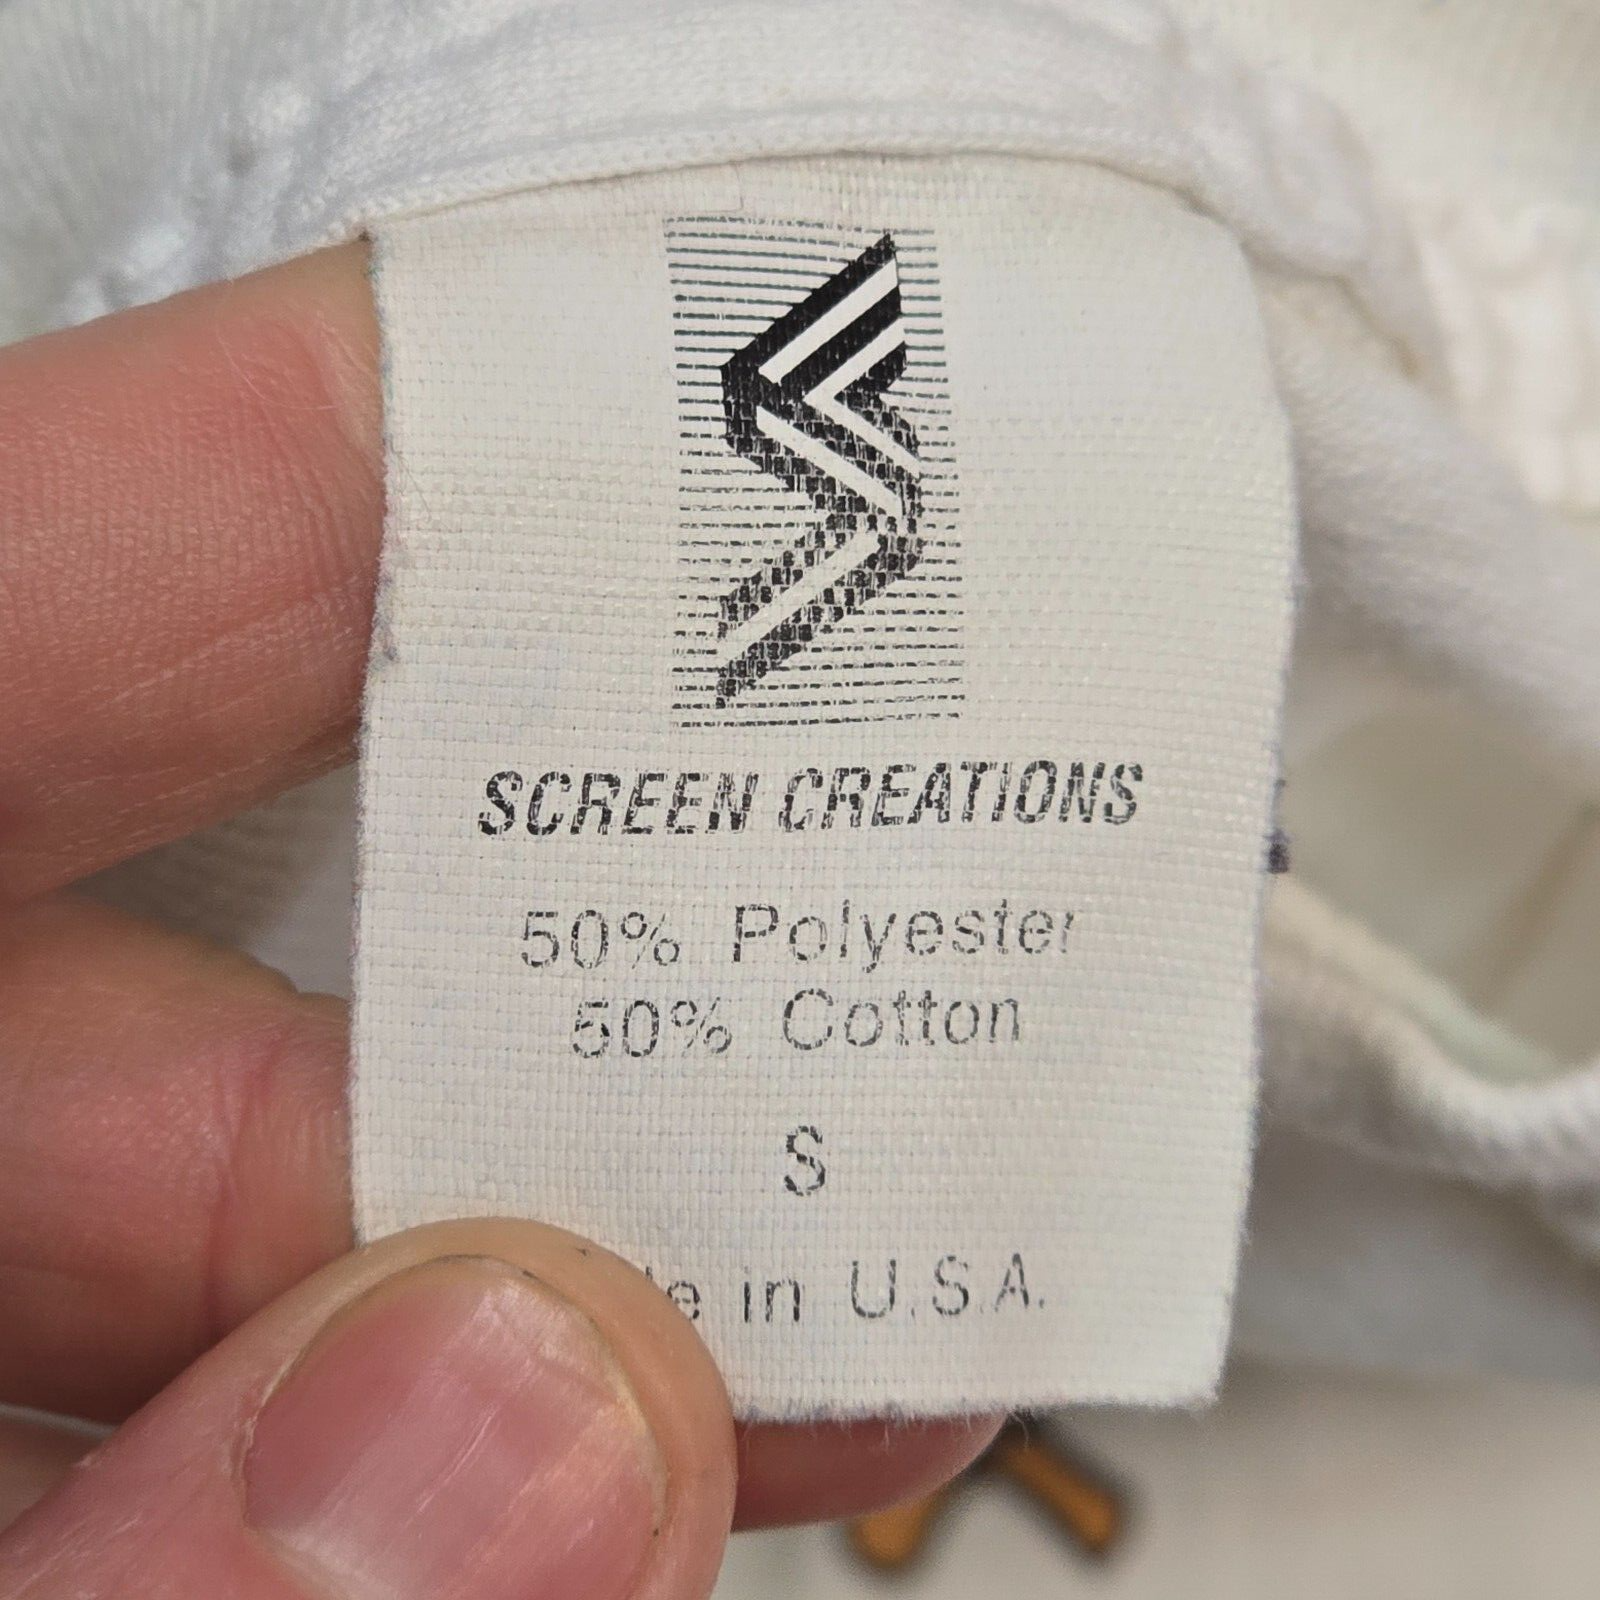 SCREEN CREATIONS
50% Polyester
50% Cotton
S
in U.S.A.